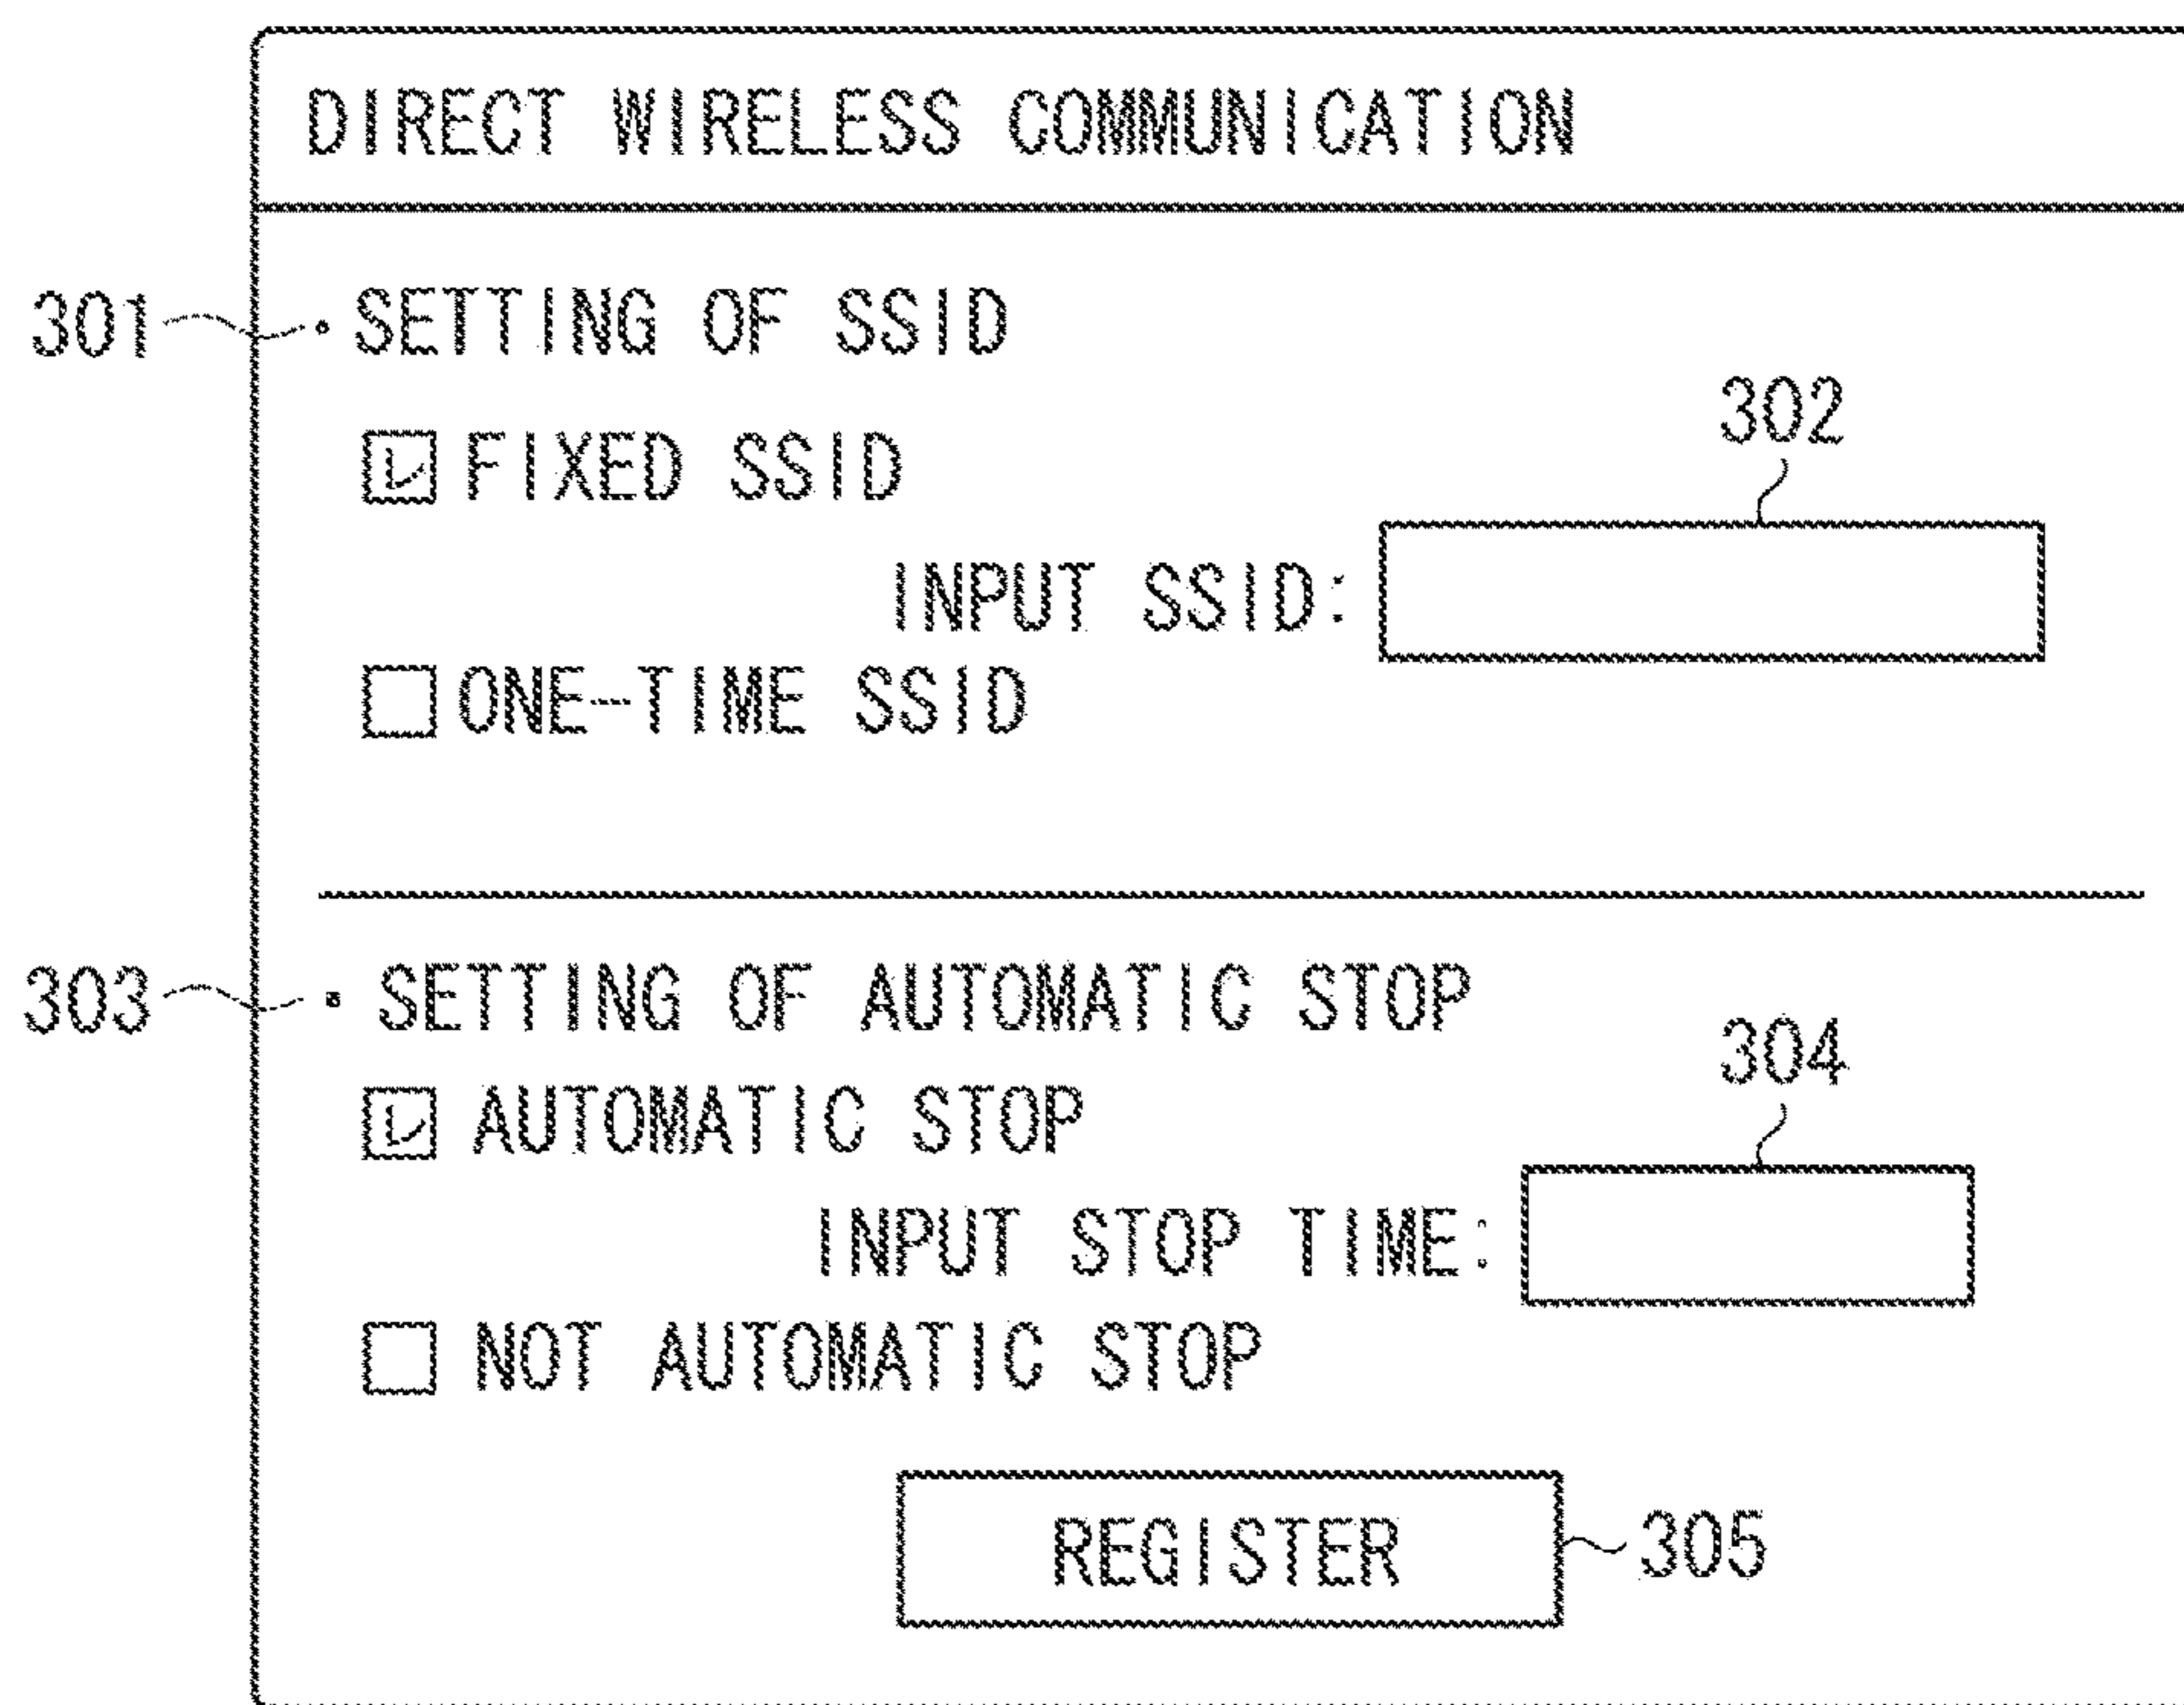 DIRECT WIRELESS COMMUNICATION
301 · SETTING OF SSID
FIXED SSID
302
INPUT SSID:
ONE-TIME SSID
303 · SETTING OF AUTOMATIC STOP
304
AUTOMATIC STOP
INPUT STOP TIME:
NOT AUTOMATIC STOP
REGISTER 305